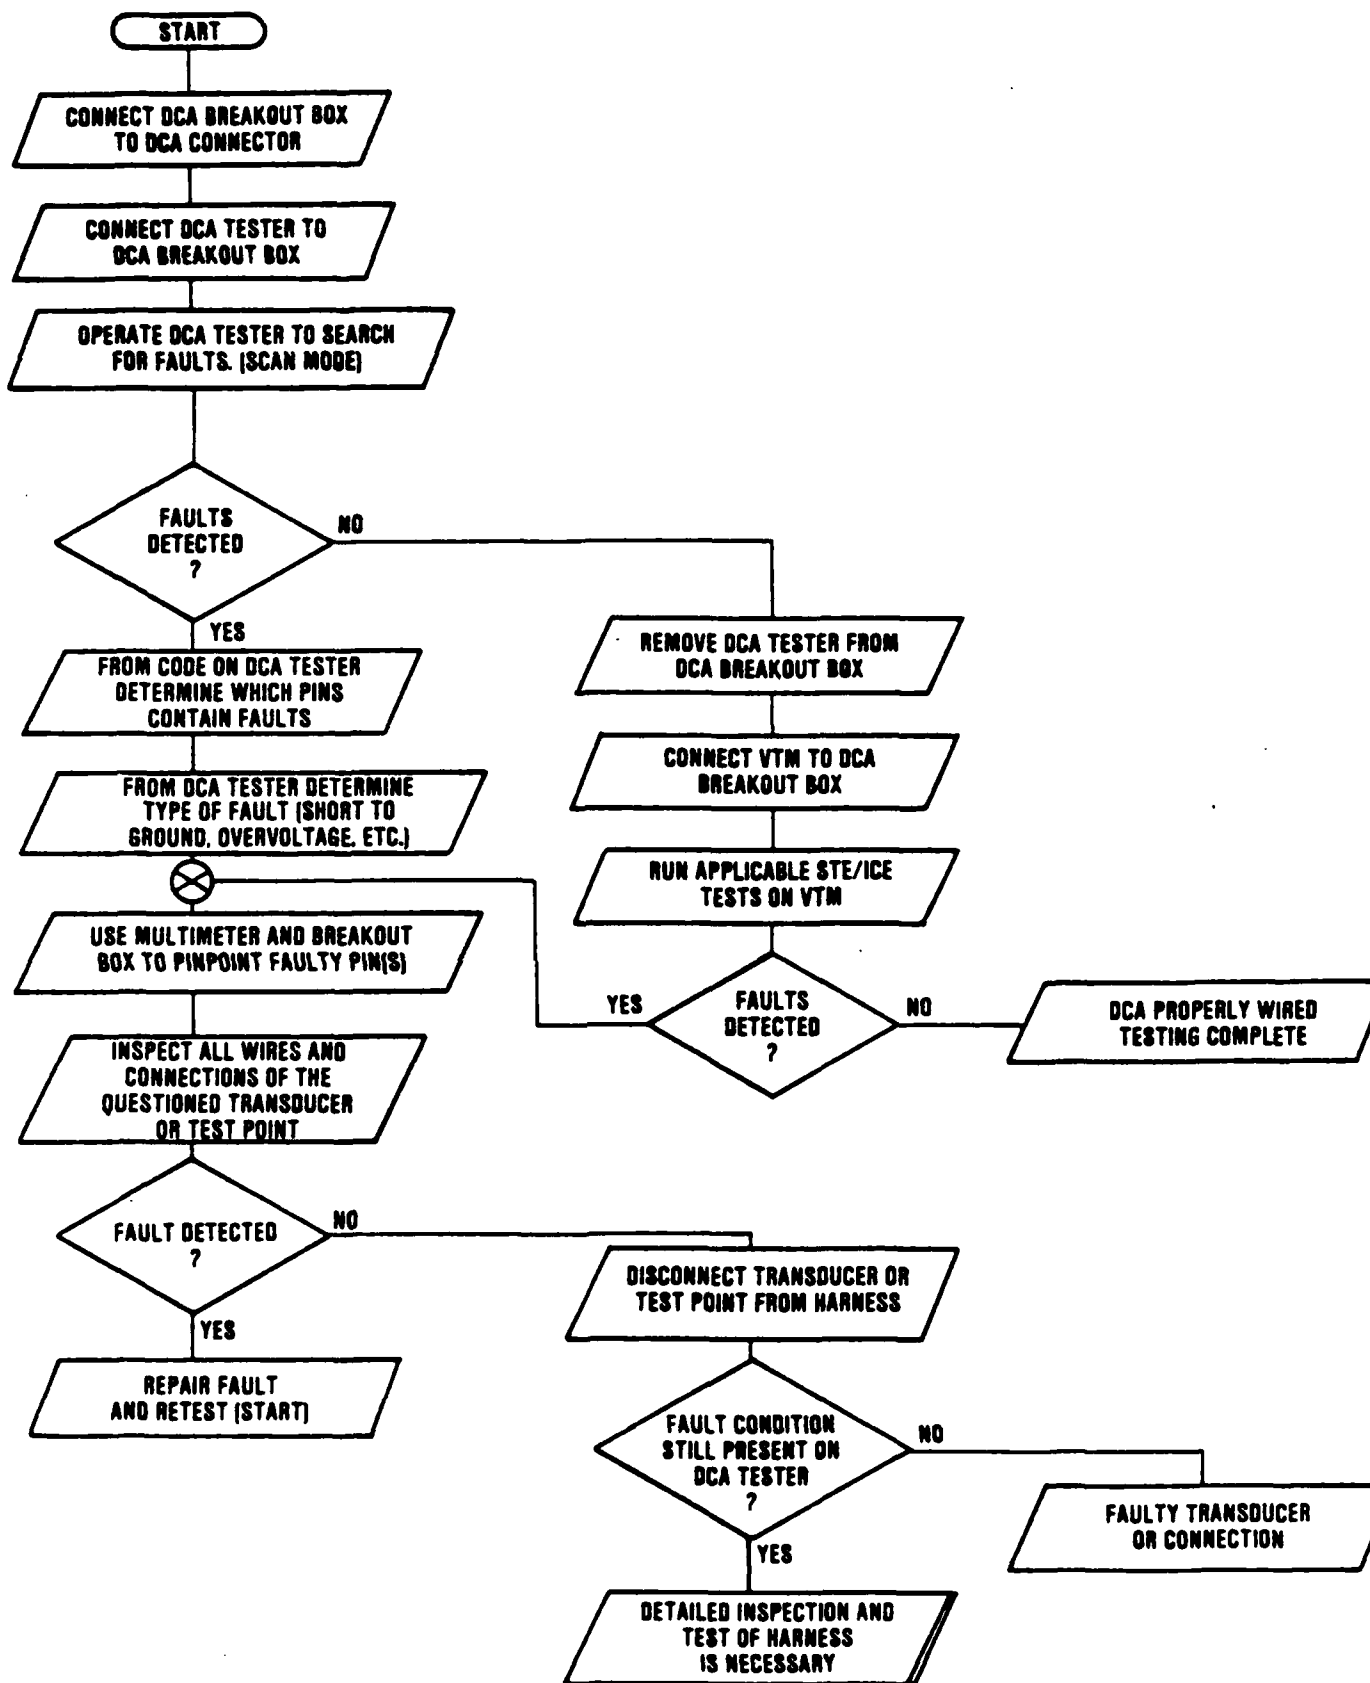 START
CONNECT DCA BREAKOUT BOX
TO DCA CONNECTOR
CONNECT DCA TESTER TO
DCA BREAKOUT BOX
OPERATE DCA TESTER TO SEARCH
FOR FAULTS. (SCAN MODE)
FAULTS
DETECTED
?
NO
YES
FROM CODE ON DCA TESTER
DETERMINE WHICH PINS
CONTAIN FAULTS
FROM DCA TESTER DETERMINE
TYPE OF FAULT (SHORT TO
GROUND, OVERVOLTAGE, ETC.)
USE MULTIMETER AND BREAKOUT
BOX TO PINPOINT FAULTY PIN(S)
INSPECT ALL WIRES AND
CONNECTIONS OF THE
QUESTIONED TRANSDUCER
OR TEST POINT
REMOVE DCA TESTER FROM
DCA BREAKOUT BOX
CONNECT VTM TO DCA
BREAKOUT BOX
RUN APPLICABLE STE/ICE
TESTS ON VTM
YES
FAULTS
DETECTED
?
NO
DCA PROPERLY WIRED
TESTING COMPLETE
FAULT DETECTED
?
NO
YES
REPAIR FAULT
AND RETEST (START)
DISCONNECT TRANSDUCER OR
TEST POINT FROM HARNESS
FAULT CONDITION
STILL PRESENT ON
DCA TESTER
?
NO
YES
FAULTY TRANSDUCER
OR CONNECTION
DETAILED INSPECTION AND
TEST OF HARNESS
IS NECESSARY